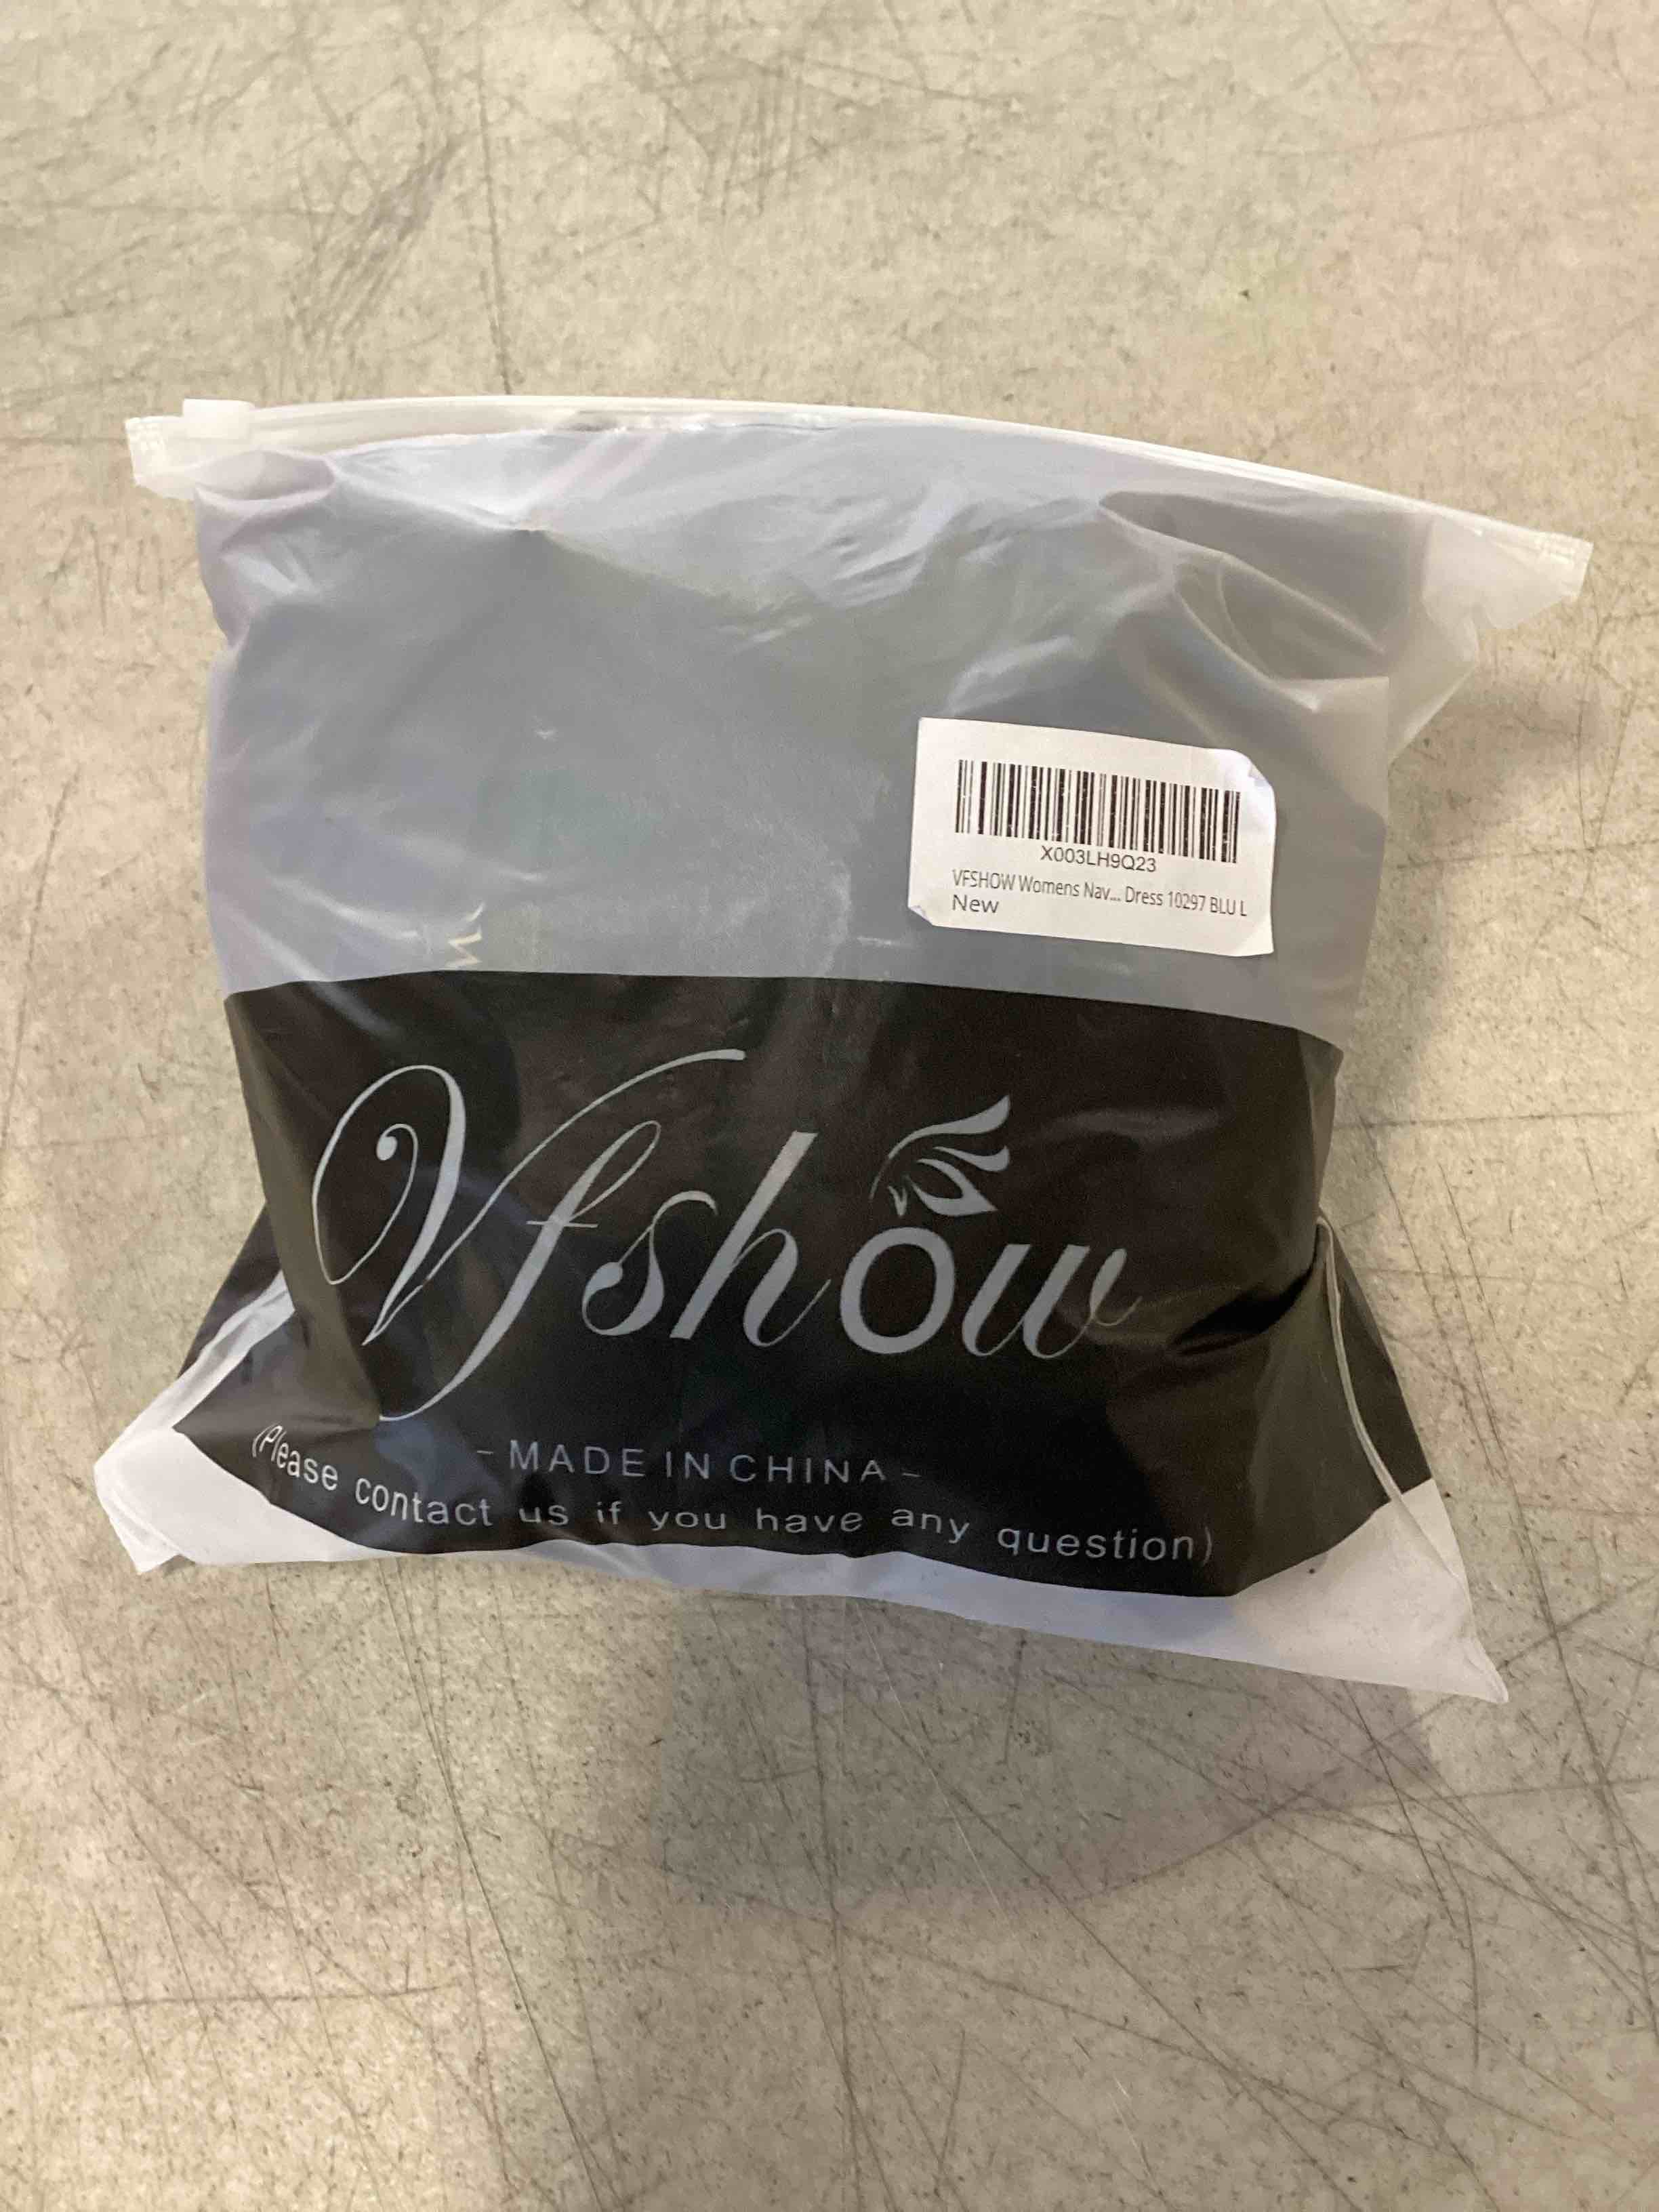 X003LH9Q23
VFSHOW Womens Nav... Dress 10297 BLU L
New
Vfshow
- MADE IN CHINA -
(Please contact us if you have any question)